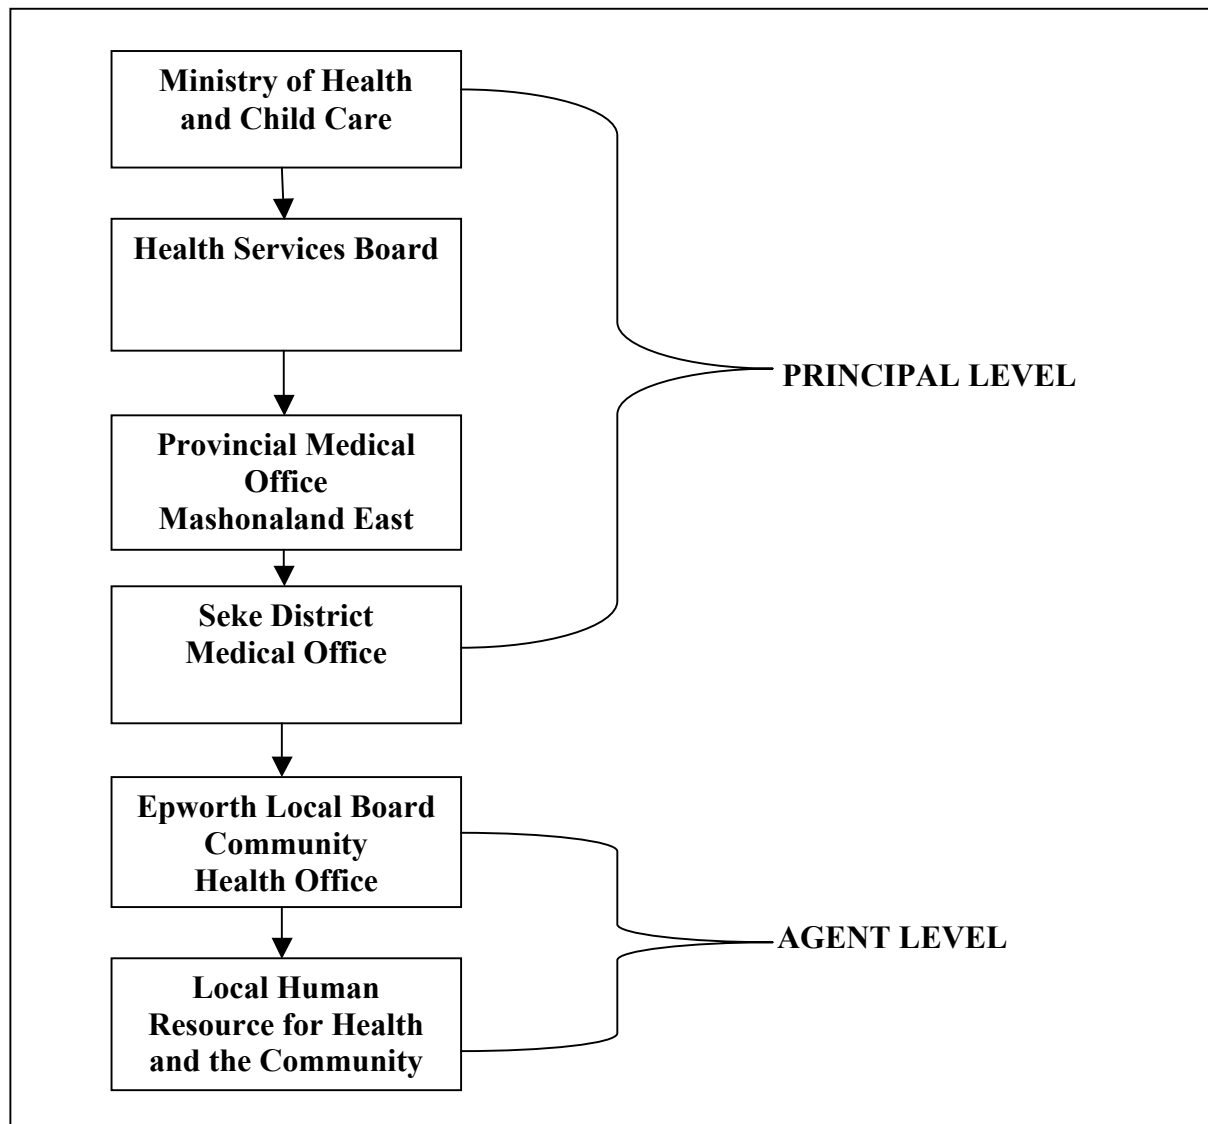 Ministry of Health
and Child Care
Health Services Board
PRINCIPAL LEVEL
Provincial Medical
Office
Mashonaland East
Seke District
Medical Office
Epworth Local Board
Community
Health Office
AGENT LEVEL
Local Human
Resource for Health
and the Community